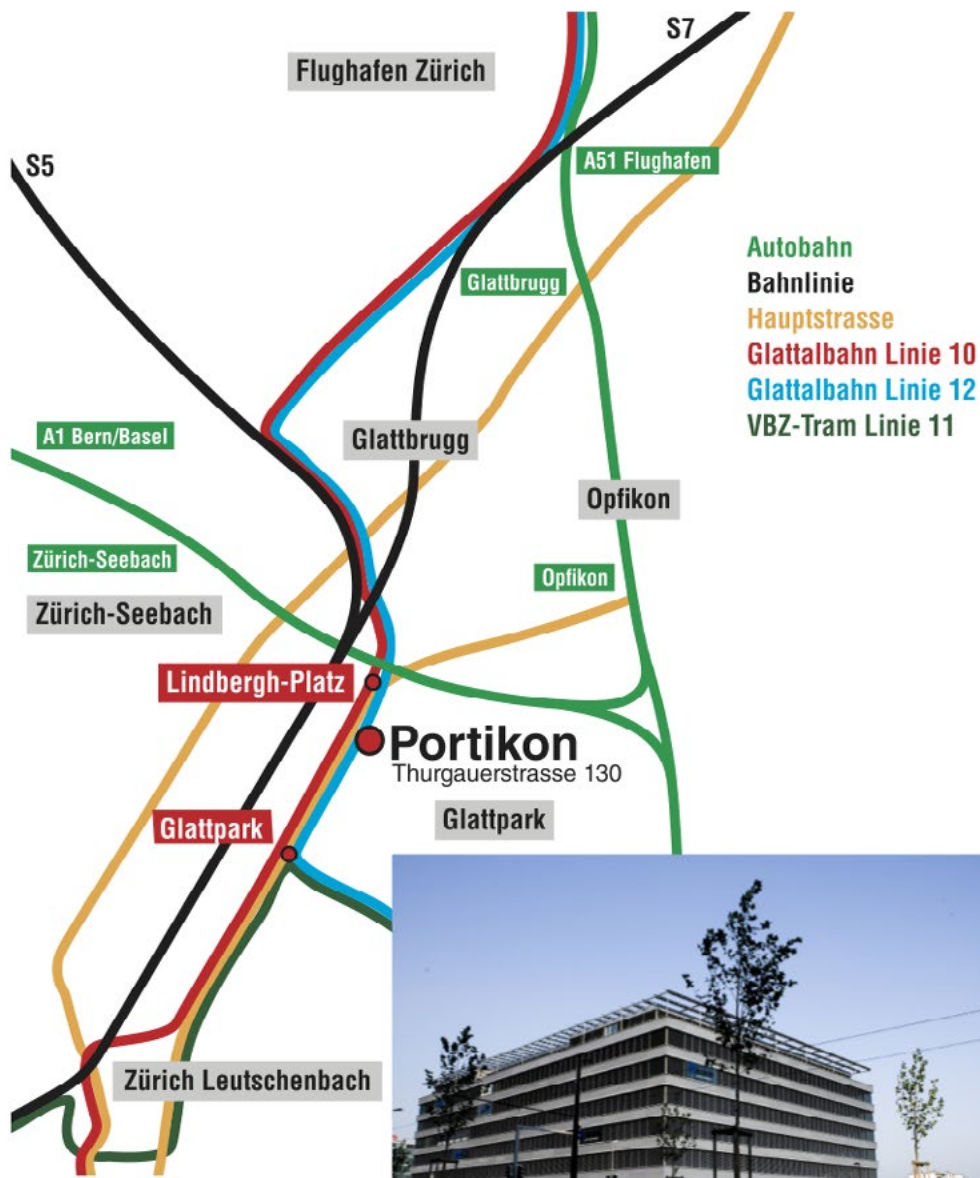 S7
Flughafen Zürich
S5
A51 Flughafen
Autobahn
Bahnlinie
Hauptstrasse
Glattalbahn Linie 10
Glattalbahn Linie 12
VBZ-Tram Linie 11
Glattbrugg
A1 Bern/Basel
Glattbrugg
Opfikon
Zürich-Seebach
Opfikon
Zürich-Seebach
Lindbergh-Platz
Portikon
Thurgauerstrasse 130
Glattpark
Glattpark
Zürich Leutschenbach